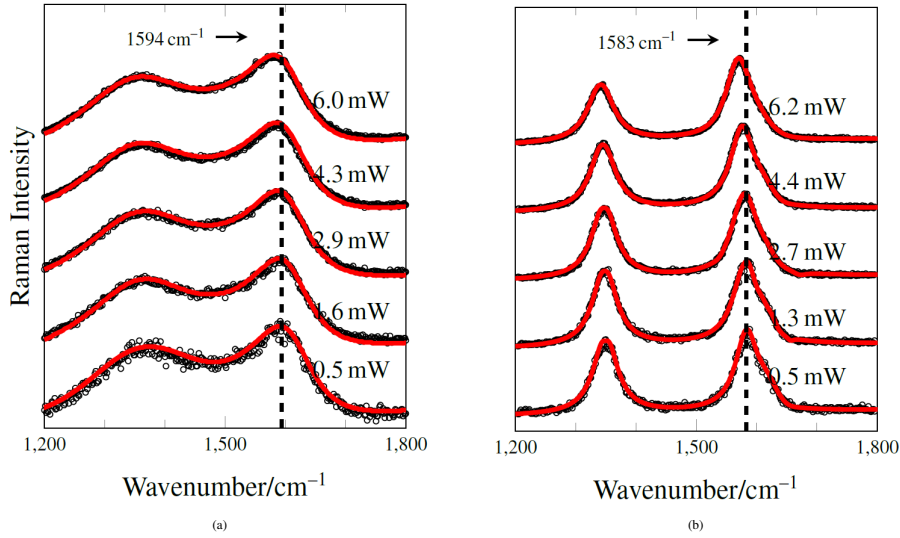 1594 cm⁻¹
6.0 mW
4.3 mW
2.9 mW
1.6 mW
0.5 mW
Raman Intensity
1,200 1,500 1,800
Wavenumber/cm⁻¹
(a)
1583 cm⁻¹
6.2 mW
4.4 mW
2.7 mW
1.3 mW
0.5 mW
1,200 1,500 1,800
Wavenumber/cm⁻¹
(b)